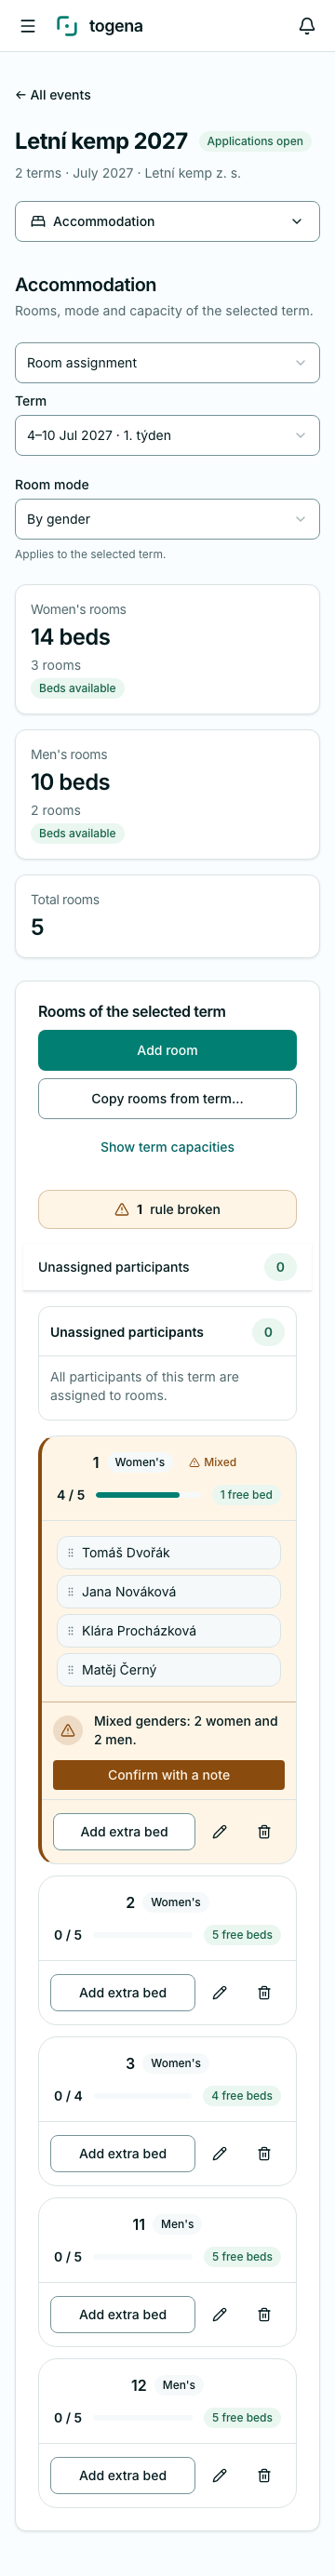 togena
← All events
Letní kemp 2027 Applications open
2 terms · July 2027 · Letní kemp z. s.
Accommodation
Accommodation
Rooms, mode and capacity of the selected term.
Room assignment
Term
4–10 Jul 2027 · 1. týden
Room mode
By gender
Applies to the selected term.
Women's rooms
14 beds
3 rooms
Beds available
Men's rooms
10 beds
2 rooms
Beds available
Total rooms
5
Rooms of the selected term
Add room
Copy rooms from term...
Show term capacities
1 rule broken
Unassigned participants 0
Unassigned participants 0
All participants of this term are
assigned to rooms.
1 Women's Mixed
4 / 5 1 free bed
Tomáš Dvořák
Jana Nováková
Klára Procházková
Matěj Černý
Mixed genders: 2 women and
2 men.
Confirm with a note
Add extra bed
2 Women's
0 / 5 5 free beds
Add extra bed
3 Women's
0 / 4 4 free beds
Add extra bed
11 Men's
0 / 5 5 free beds
Add extra bed
12 Men's
0 / 5 5 free beds
Add extra bed